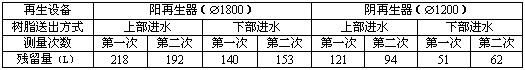 再生设备 阳再生器（∅1800） 阴再生器（∅1200）
树脂送出方式 上部进水 下部进水 上部进水 下部进水
测量次数 第一次 第二次 第一次 第二次 第一次 第二次 第一次 第二次
残留量（L） 218 192 140 153 121 94 51 62